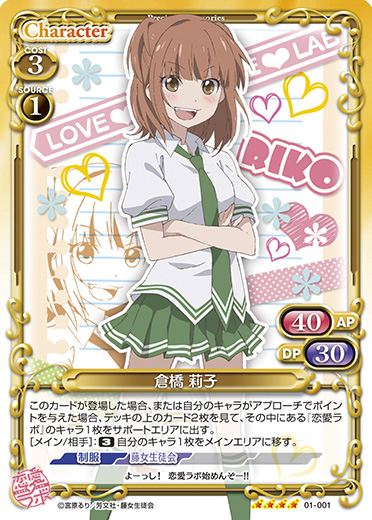 Precious Memories
Character
COST
3
SOURCE
1
LOVE ❤ LAB
LOVE
RIKO
40 AP
DP 30
倉橋 莉子
このカードが登場した場合、または自分のキャラがアプローチでポイン
トを与えた場合、デッキの上のカード2枚を見て、その中にある『恋愛ラ
ボ』のキャラ1枚をサポートエリアに出す。
[メイン/相手]:3自分のキャラ1枚をメインエリアに移す。
制服 藤女生徒会
よーっし! 恋愛ラボ始めんぞー!!
恋愛ラボ
©宮原るり/芳文社・藤女生徒会
★★★★ 01-001